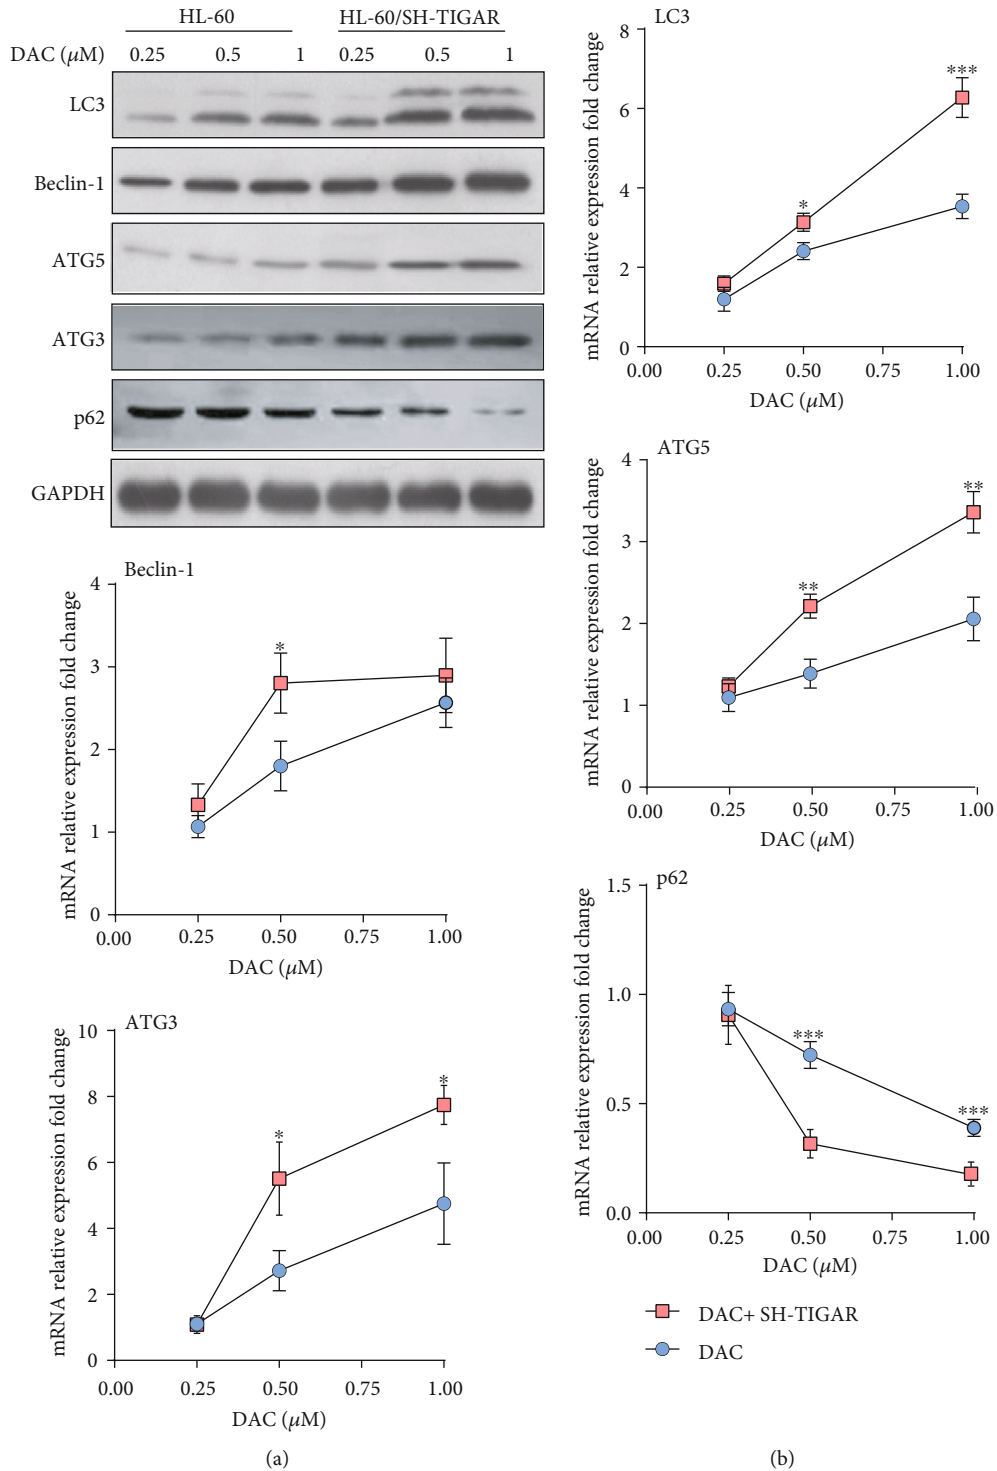 HL-60 HL-60/SH-TIGAR
DAC (μM) 0.25 0.5 1 0.25 0.5 1
LC3
Beclin-1
ATG5
ATG3
p62
GAPDH
Beclin-1
mRNA relative expression fold change
4
3
2
1
0
0.00 0.25 0.50 0.75 1.00
DAC (μM)
*
ATG3
mRNA relative expression fold change
10
8
6
4
2
0
0.00 0.25 0.50 0.75 1.00
DAC (μM)
*
*
(a)
LC3
mRNA relative expression fold change
8
6
4
2
0
0.00 0.25 0.50 0.75 1.00
DAC (μM)
*
***
ATG5
mRNA relative expression fold change
4
3
2
1
0
0.00 0.25 0.50 0.75 1.00
DAC (μM)
**
**
p62
mRNA relative expression fold change
1.5
1.0
0.5
0.0
0.00 0.25 0.50 0.75 1.00
DAC (μM)
***
***
DAC+ SH-TIGAR
DAC
(b)